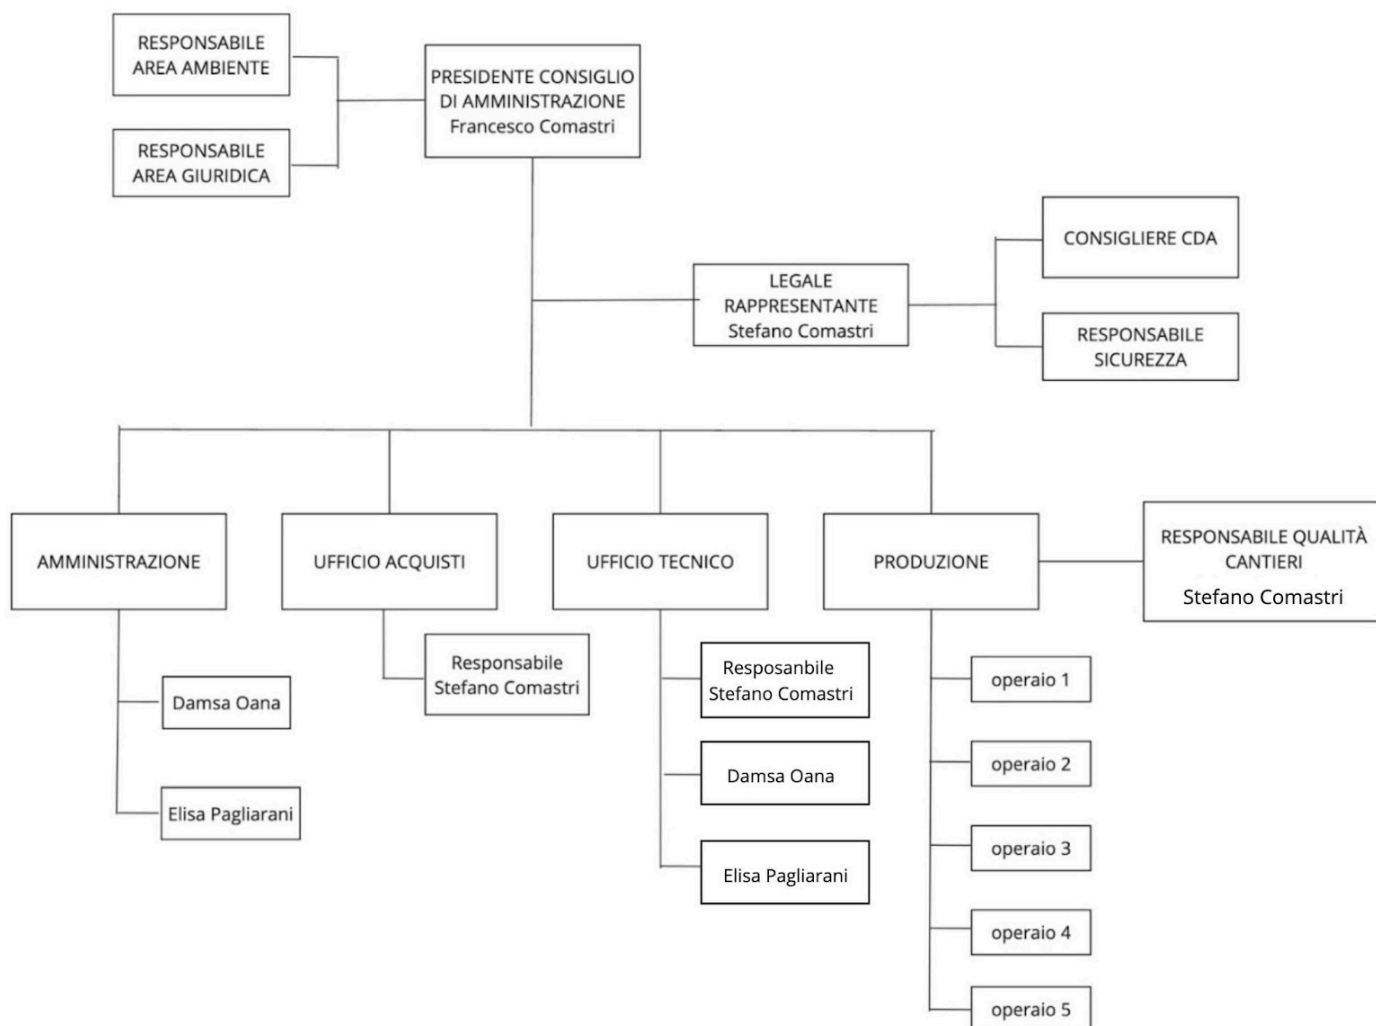 RESPONSABILE
AREA AMBIENTE
PRESIDENTE CONSIGLIO
DI AMMINISTRAZIONE
Francesco Comastri
RESPONSABILE
AREA GIURIDICA
CONSIGLIERE CDA
LEGALE
RAPPRESENTANTE
Stefano Comastri
RESPONSABILE
SICUREZZA
AMMINISTRAZIONE
UFFICIO ACQUISTI
UFFICIO TECNICO
PRODUZIONE
RESPONSABILE QUALITÀ
CANTIERI
Stefano Comastri
Damsa Oana
Elisa Pagliarani
Responsabile
Stefano Comastri
Resposanbile
Stefano Comastri
Damsa Oana
Elisa Pagliarani
operaio 1
operaio 2
operaio 3
operaio 4
operaio 5